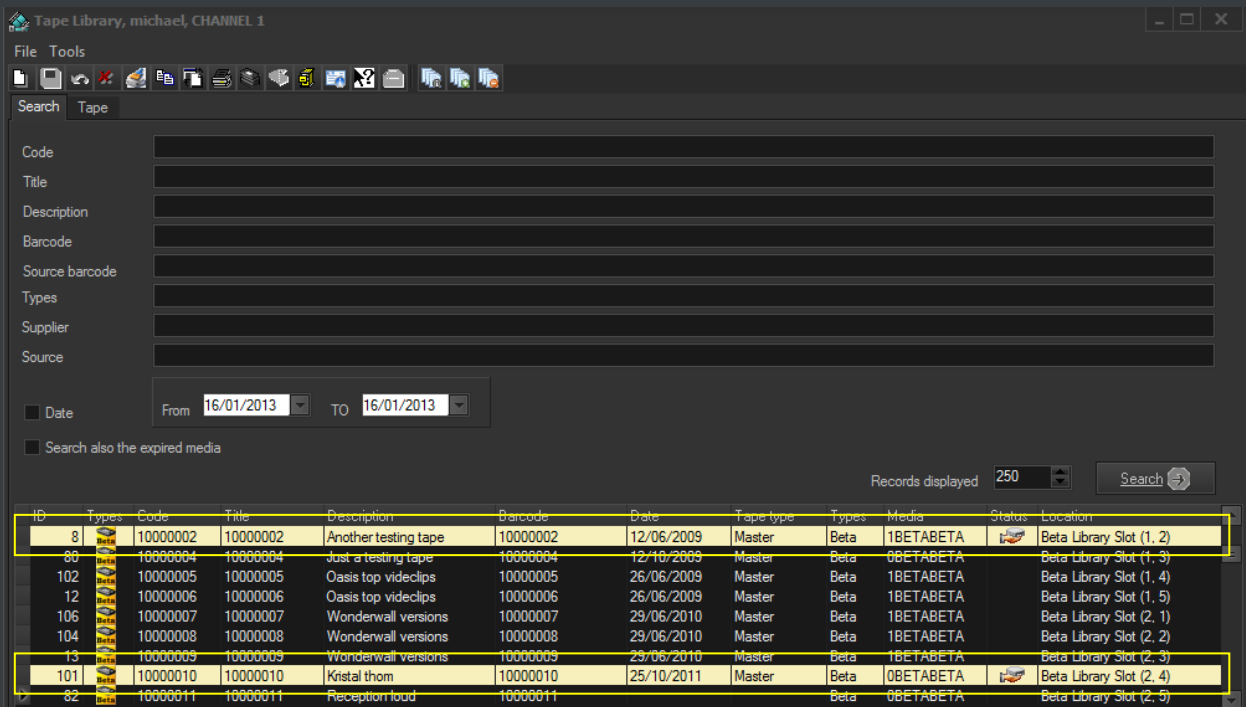 Tape Library, michael, CHANNEL 1
File Tools
Search Tape
Code
Title
Description
Barcode
Source barcode
Types
Supplier
Source
Date From 16/01/2013 TO 16/01/2013
Search also the expired media
Records displayed 250 Search
ID Types Code Title Description Barcode Date Tape type Types Media Status Location
8 Beta 10000002 10000002 Another testing tape 10000002 12/06/2009 Master Beta 1BETABETA Beta Library Slot (1, 2)
80 Beta 10000004 10000004 Just a testing tape 10000004 12/10/2009 Master Beta 0BETABETA Beta Library Slot (1, 3)
102 Beta 10000005 10000005 Oasis top videclips 10000005 26/06/2009 Master Beta 1BETABETA Beta Library Slot (1, 4)
12 Beta 10000006 10000006 Oasis top videclips 10000006 26/06/2009 Master Beta 1BETABETA Beta Library Slot (1, 5)
106 Beta 10000007 10000007 Wonderwall versions 10000007 29/06/2010 Master Beta 1BETABETA Beta Library Slot (2, 1)
104 Beta 10000008 10000008 Wonderwall versions 10000008 29/06/2010 Master Beta 1BETABETA Beta Library Slot (2, 2)
13 Beta 10000009 10000009 Wonderwall versions 10000009 29/06/2010 Master Beta 1BETABETA Beta Library Slot (2, 3)
101 Beta 10000010 10000010 Kristal thom 10000010 25/10/2011 Master Beta 0BETABETA Beta Library Slot (2, 4)
82 Beta 10000011 10000011 Reception loud 10000011 Beta 0BETABETA Beta Library Slot (2, 5)